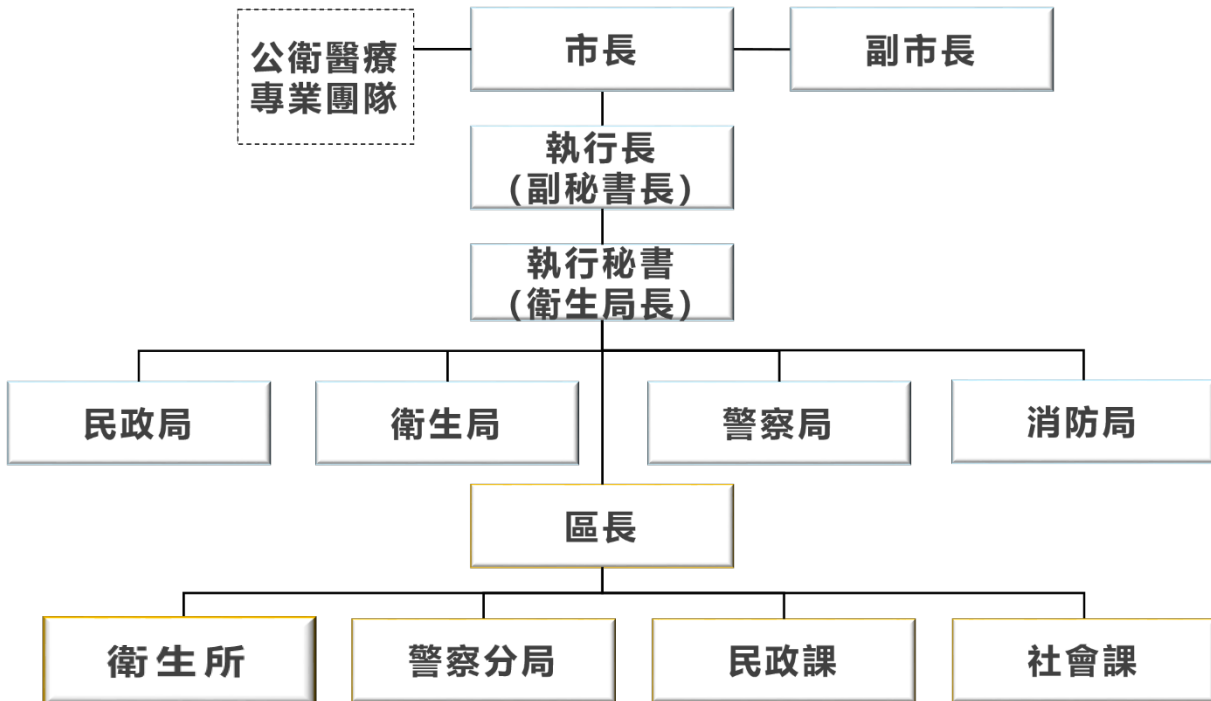 公衛醫療
專業團隊
市長
副市長
執行長
(副秘書長)
執行秘書
(衛生局長)
民政局
衛生局
警察局
消防局
區長
衛生所
警察分局
民政課
社會課